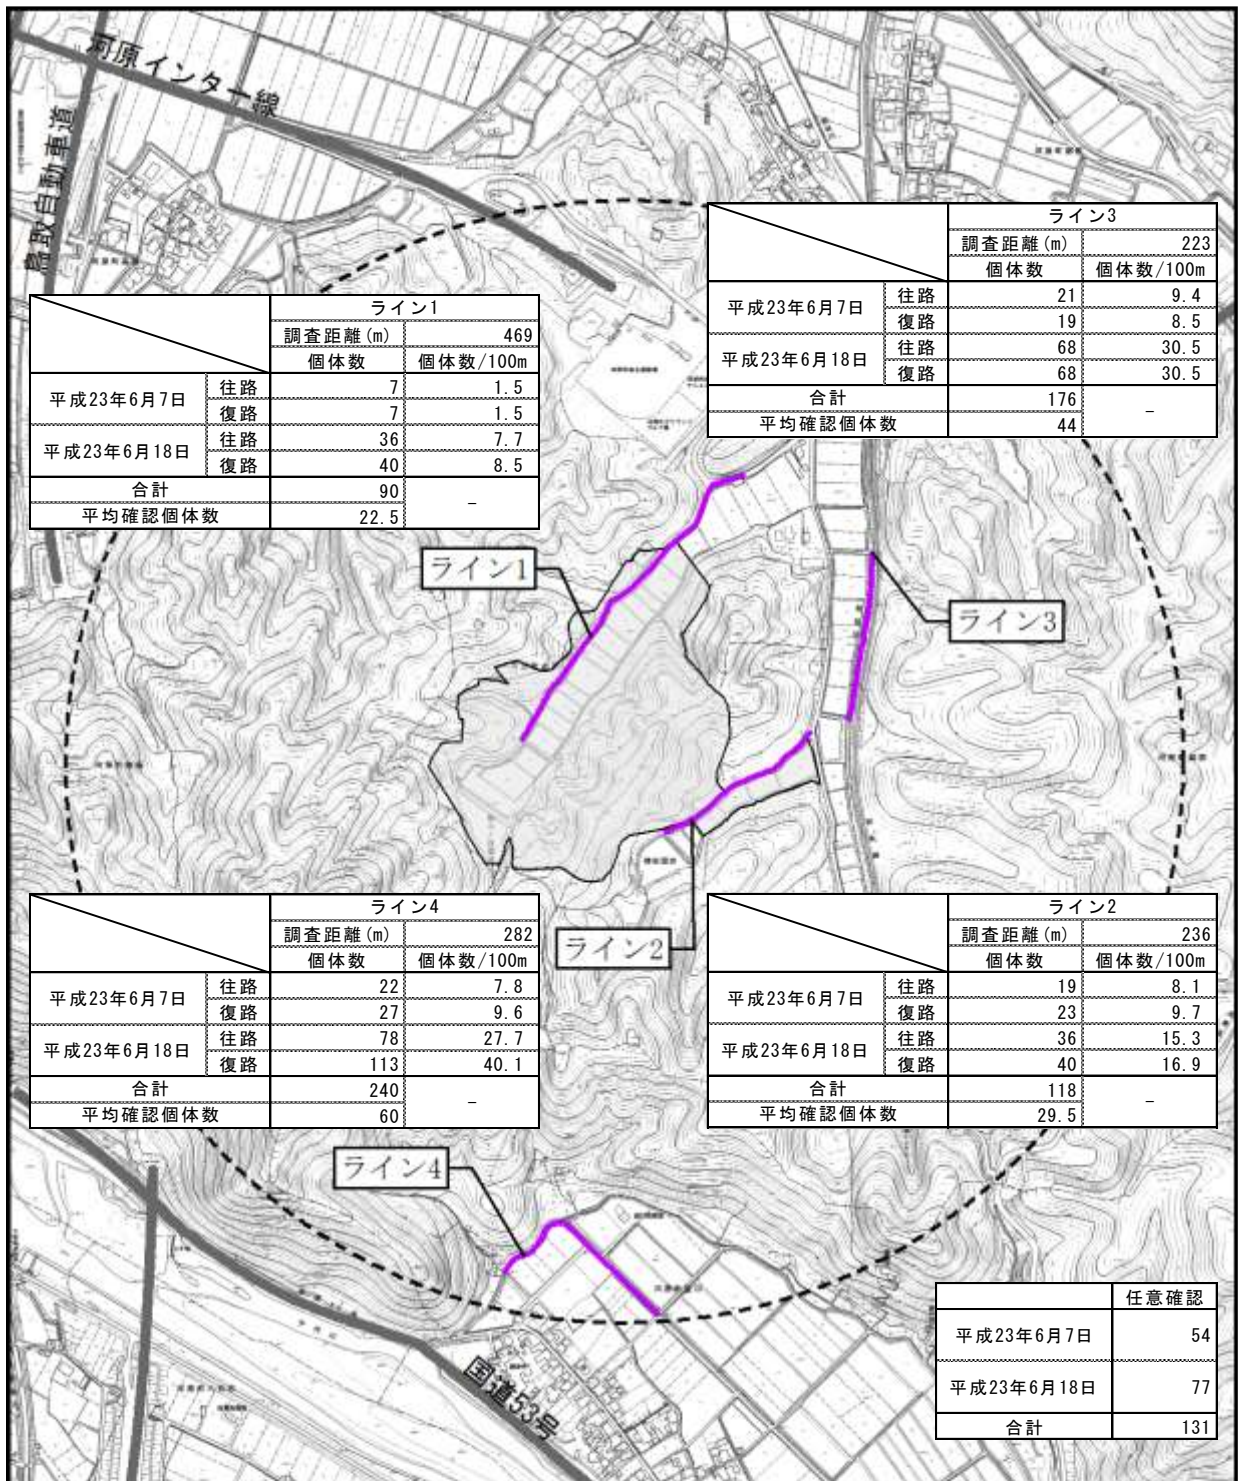 河原インター線
鳥取自動車道
ライン3
調査距離(m) 223
個体数 個体数/100m
平成23年6月7日 往路 21 9.4
復路 19 8.5
平成23年6月18日 往路 68 30.5
復路 68 30.5
合計 176 －
平均確認個体数 44
ライン1
調査距離(m) 469
個体数 個体数/100m
平成23年6月7日 往路 7 1.5
復路 7 1.5
平成23年6月18日 往路 36 7.7
復路 40 8.5
合計 90 －
平均確認個体数 22.5
ライン1
ライン3
ライン2
ライン4
調査距離(m) 282
個体数 個体数/100m
平成23年6月7日 往路 22 7.8
復路 27 9.6
平成23年6月18日 往路 78 27.7
復路 113 40.1
合計 240 －
平均確認個体数 60
ライン2
調査距離(m) 236
個体数 個体数/100m
平成23年6月7日 往路 19 8.1
復路 23 9.7
平成23年6月18日 往路 36 15.3
復路 40 16.9
合計 118 －
平均確認個体数 29.5
ライン4
国道53号
任意確認
平成23年6月7日 54
平成23年6月18日 77
合計 131